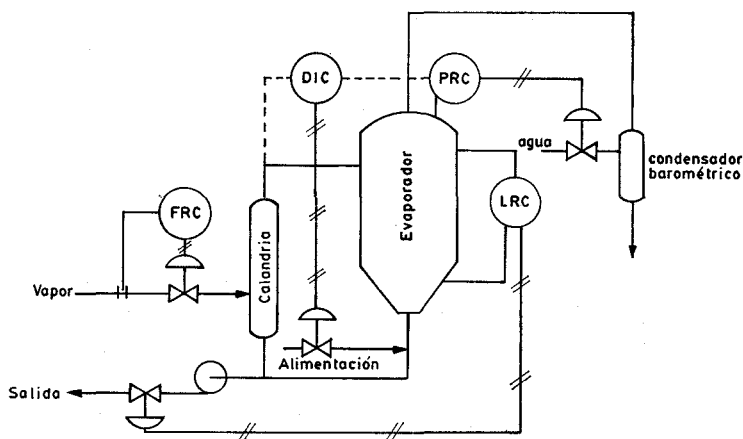 DIC
PRC
agua
condensador
barométrico
Evaporador
LRC
FRC
Calandria
Vapor
Alimentación
Salida